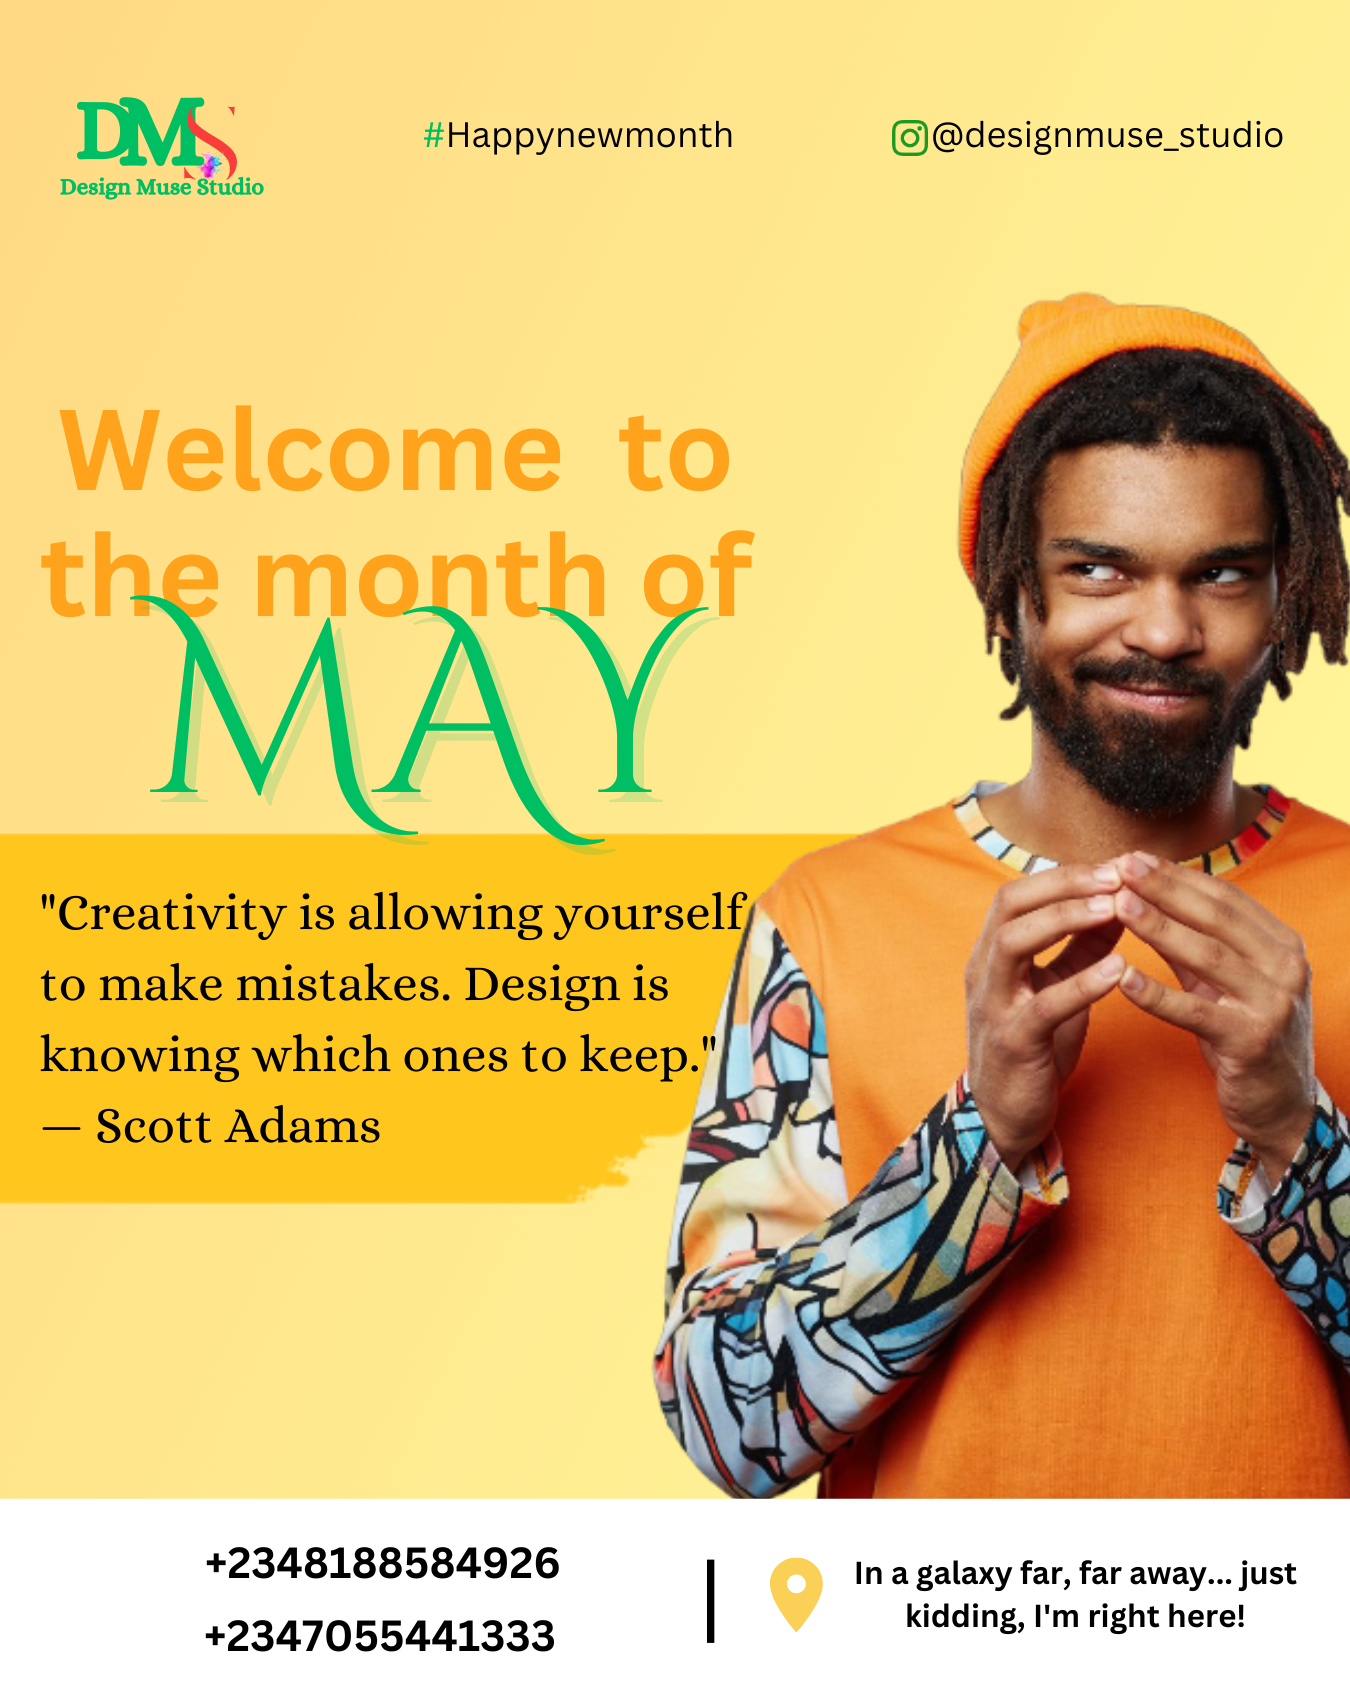 DMS
Design Muse Studio
#Happynewmonth
@designmuse_studio
Welcome to
the month of
MAY
"Creativity is allowing yourself
to make mistakes. Design is
knowing which ones to keep."
— Scott Adams
+2348188584926
+2347055441333
In a galaxy far, far away... just
kidding, I'm right here!